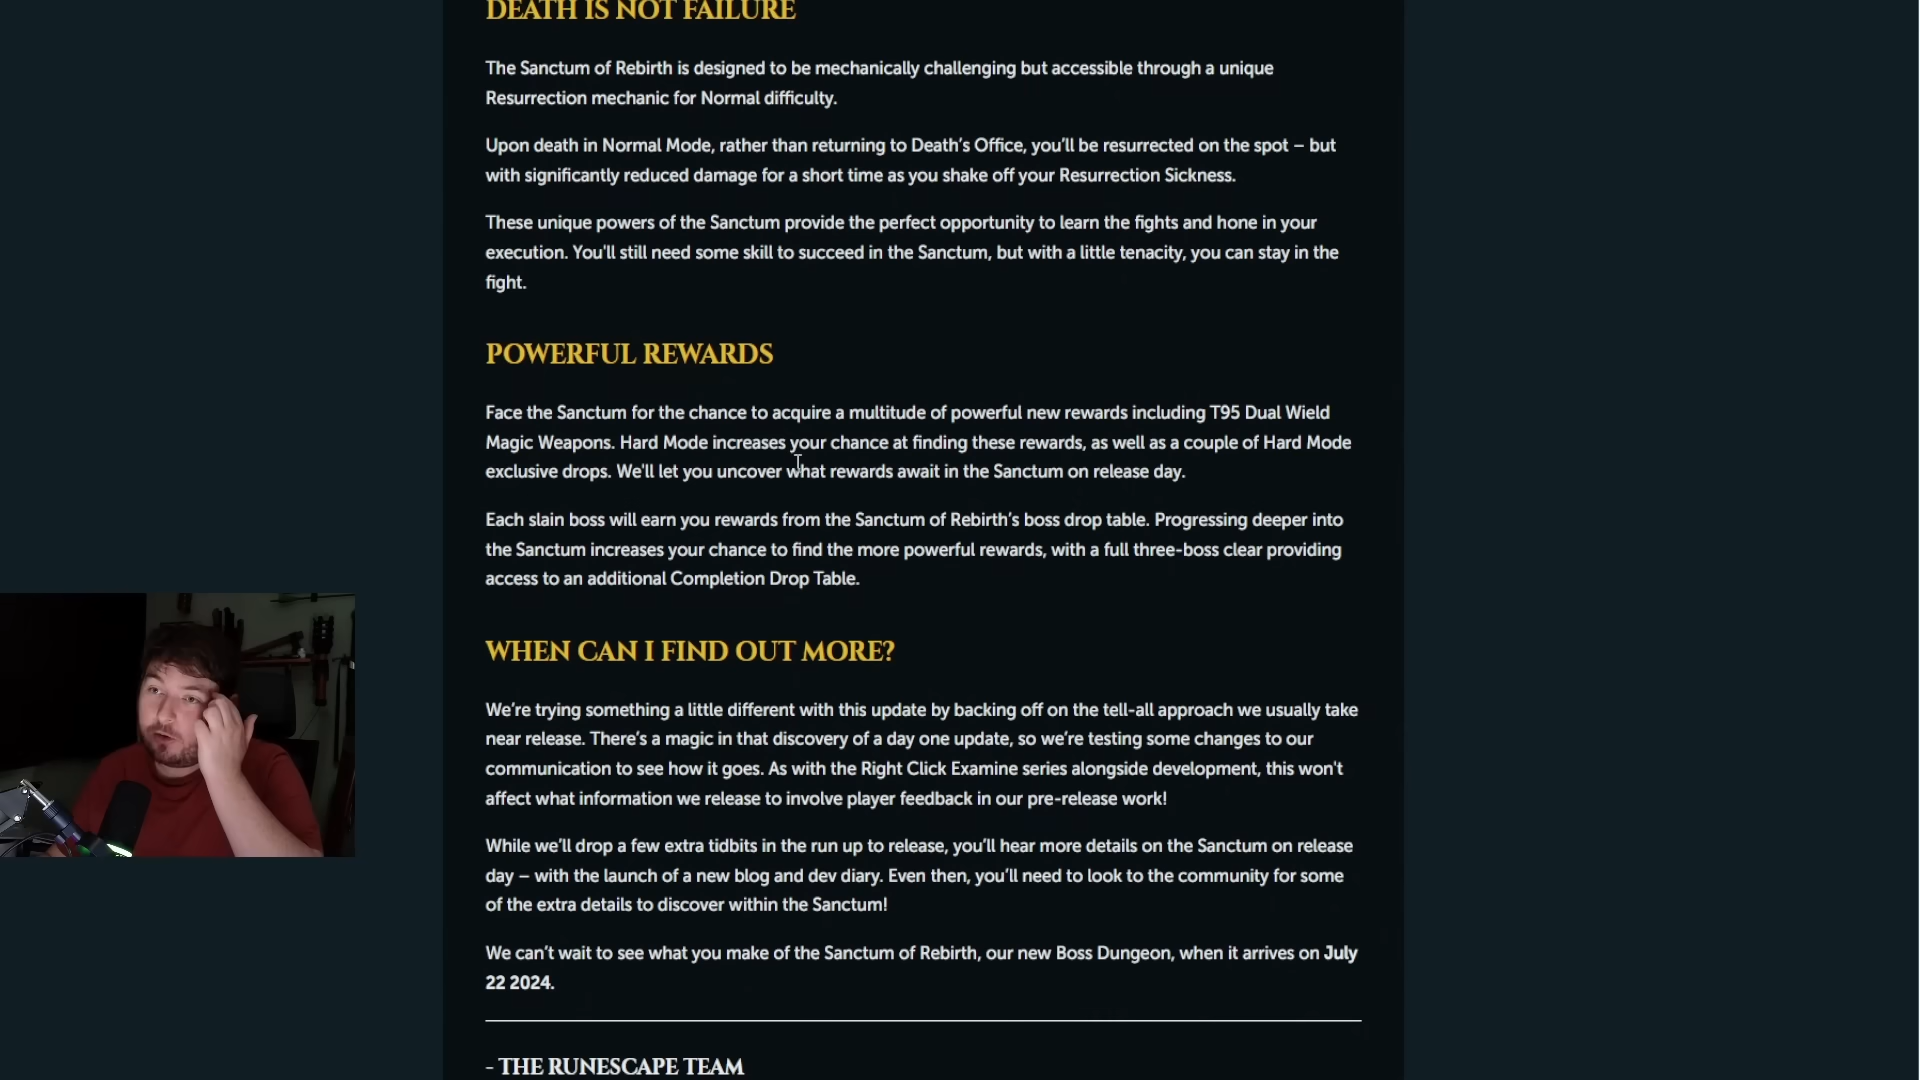 DEATH IS NOT FAILURE
The Sanctum of Rebirth is designed to be mechanically challenging but accessible through a unique
Resurrection mechanic for Normal difficulty.
Upon death in Normal Mode, rather than returning to Death’s Office, you’ll be resurrected on the spot – but
with significantly reduced damage for a short time as you shake off your Resurrection Sickness.
These unique powers of the Sanctum provide the perfect opportunity to learn the fights and hone in your
execution. You'll still need some skill to succeed in the Sanctum, but with a little tenacity, you can stay in the
fight.
POWERFUL REWARDS
Face the Sanctum for the chance to acquire a multitude of powerful new rewards including T95 Dual Wield
Magic Weapons. Hard Mode increases your chance at finding these rewards, as well as a couple of Hard Mode
exclusive drops. We'll let you uncover what rewards await in the Sanctum on release day.
Each slain boss will earn you rewards from the Sanctum of Rebirth’s boss drop table. Progressing deeper into
the Sanctum increases your chance to find the more powerful rewards, with a full three-boss clear providing
access to an additional Completion Drop Table.
WHEN CAN I FIND OUT MORE?
We’re trying something a little different with this update by backing off on the tell-all approach we usually take
near release. There’s a magic in that discovery of a day one update, so we’re testing some changes to our
communication to see how it goes. As with the Right Click Examine series alongside development, this won't
affect what information we release to involve player feedback in our pre-release work!
While we’ll drop a few extra tidbits in the run up to release, you’ll hear more details on the Sanctum on release
day – with the launch of a new blog and dev diary. Even then, you’ll need to look to the community for some
of the extra details to discover within the Sanctum!
We can’t wait to see what you make of the Sanctum of Rebirth, our new Boss Dungeon, when it arrives on July
22 2024.
- THE RUNESCAPE TEAM